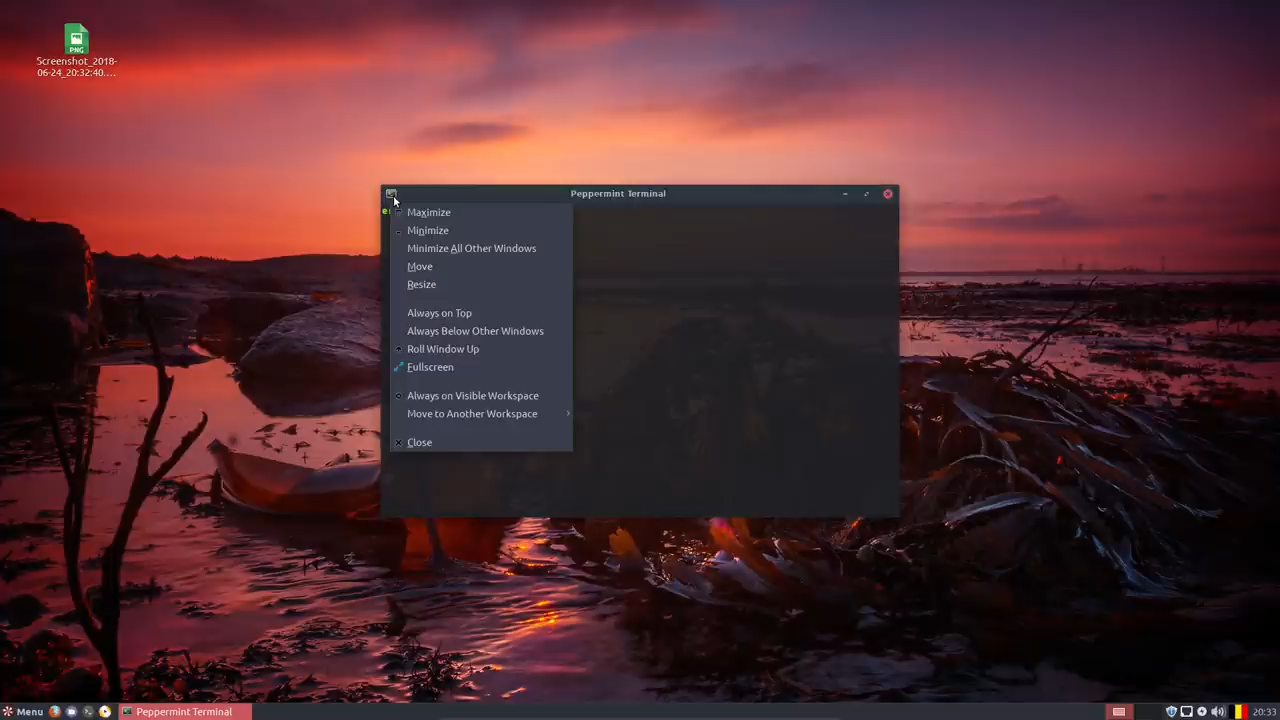 PNG
Screenshot_2018-
06-24_20:32:40....
Peppermint Terminal
Maximize
Minimize
Minimize All Other Windows
Move
Resize
Always on Top
Always Below Other Windows
Roll Window Up
Fullscreen
Always on Visible Workspace
Move to Another Workspace
Close
Menu
Peppermint Terminal
20:33